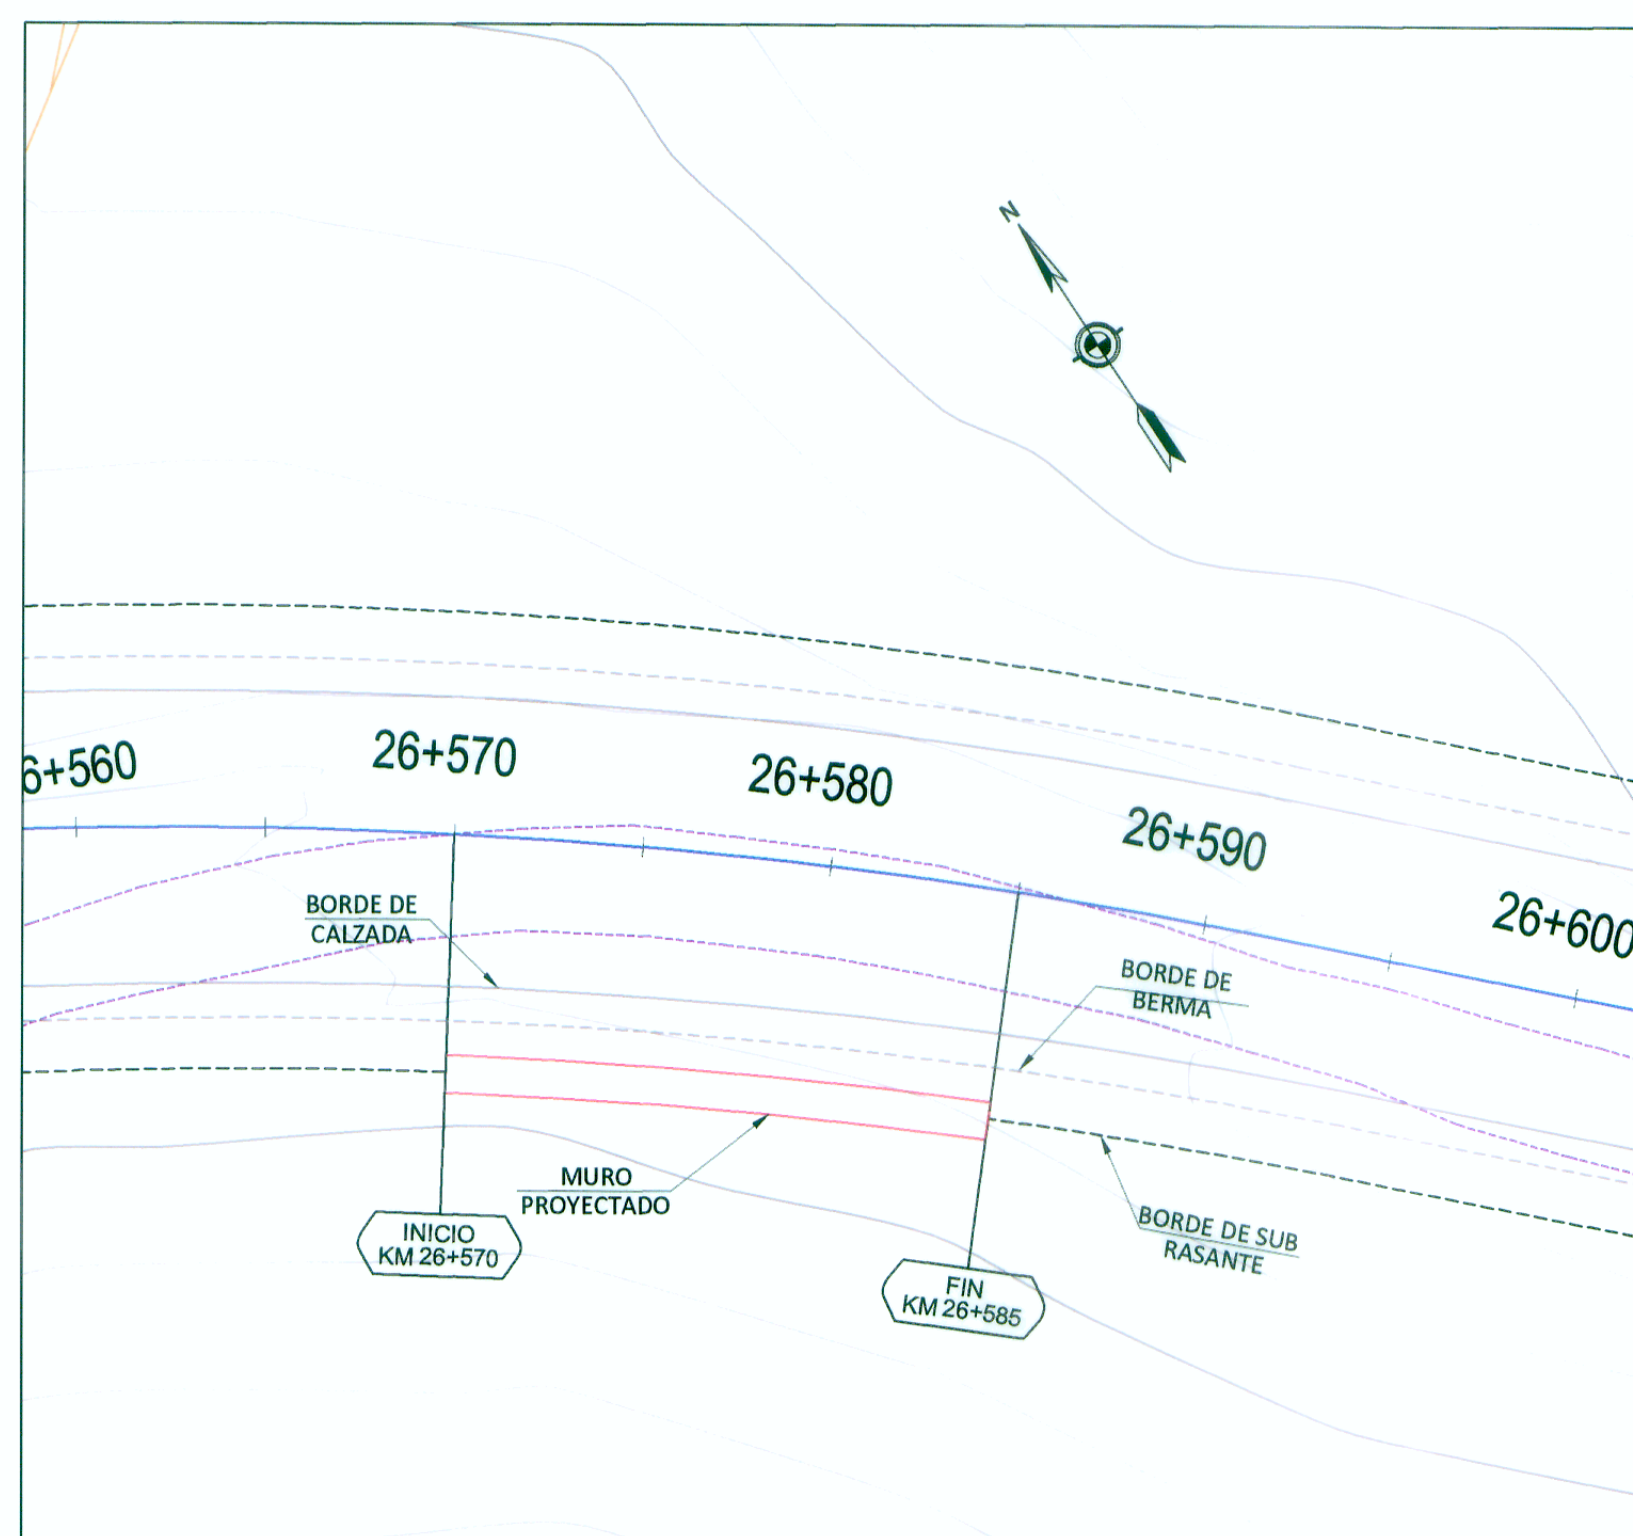 N
6+560
26+570
26+580
26+590
26+600
BORDE DE
CALZADA
BORDE DE
BERMA
MURO
PROYECTADO
BORDE DE SUB
RASANTE
INICIO
KM 26+570
FIN
KM 26+585